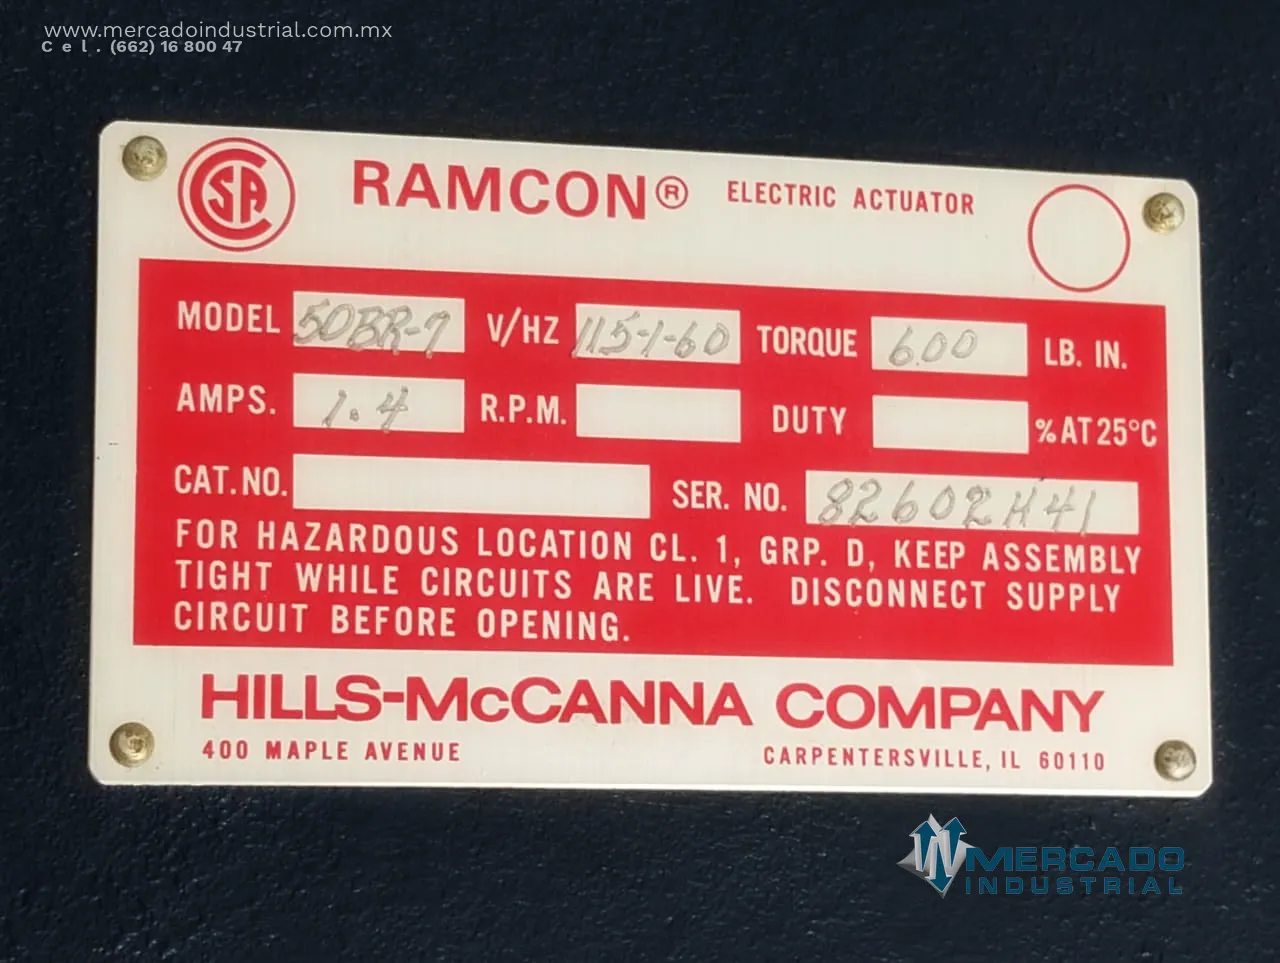 www.mercadoindustrial.com.mx
Cel. (662) 16 800 47
CSA RAMCON® ELECTRIC ACTUATOR
MODEL 50BR-7 V/HZ 115-1-60 TORQUE 600 LB. IN.
AMPS. 1.4 R.P.M. DUTY % AT 25°C
CAT. NO. SER. NO. 82602H41
FOR HAZARDOUS LOCATION CL. 1, GRP. D, KEEP ASSEMBLY
TIGHT WHILE CIRCUITS ARE LIVE. DISCONNECT SUPPLY
CIRCUIT BEFORE OPENING.
HILLS-McCANNA COMPANY
400 MAPLE AVENUE CARPENTERSVILLE, IL 60110
MERCADO
INDUSTRIAL